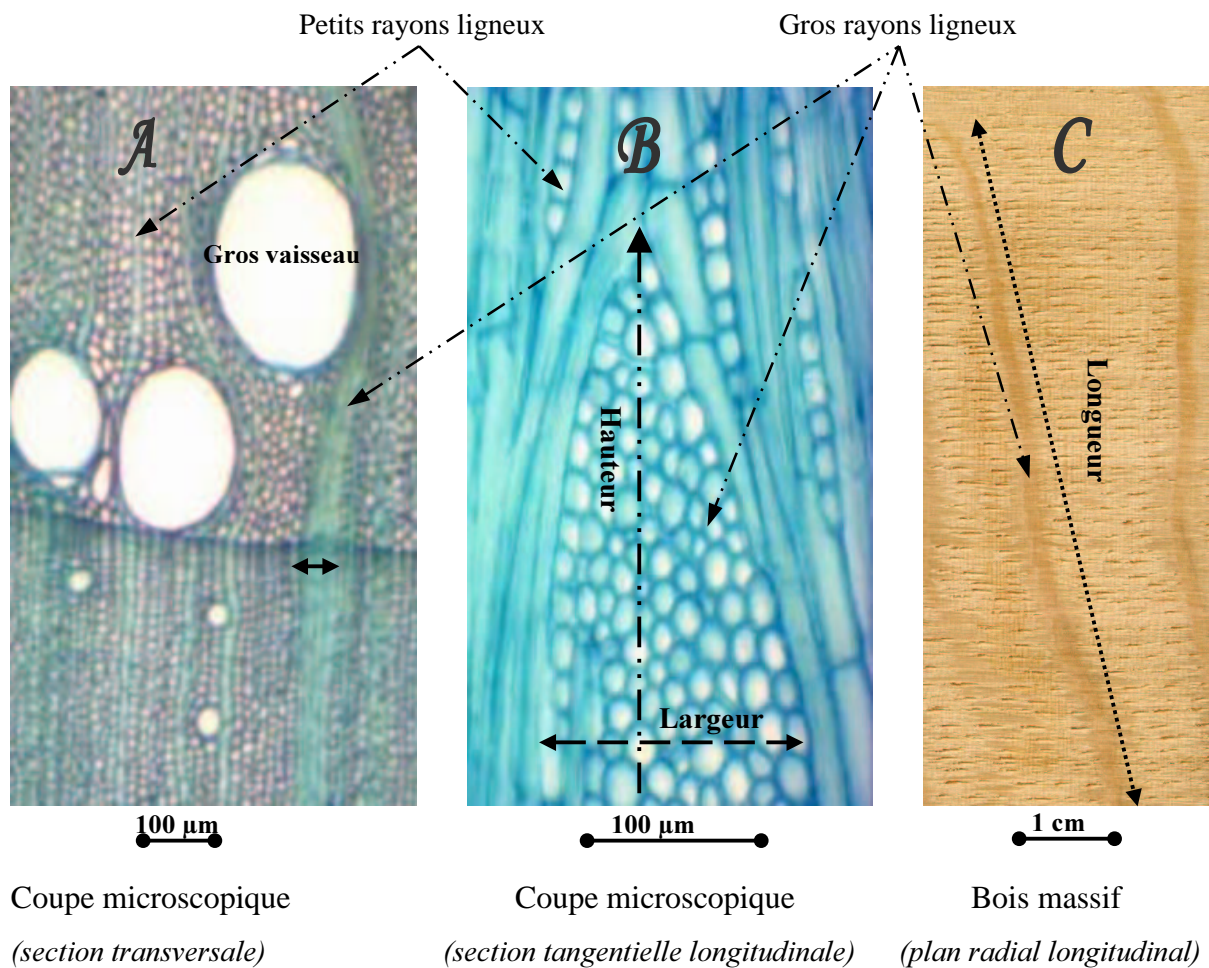 Petits rayons ligneux
Gros rayons ligneux
A
B
C
Gros vaisseau
Hauteur
Longueur
Largeur
100 µm
100 µm
1 cm
Coupe microscopique
(section transversale)
Coupe microscopique
(section tangentielle longitudinale)
Bois massif
(plan radial longitudinal)